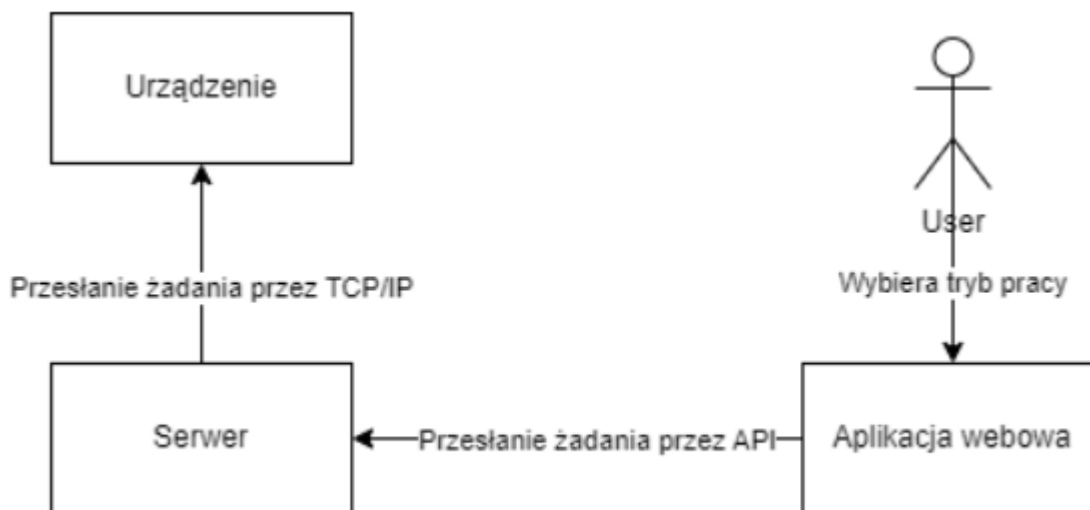 Urządzenie
User
Przesłanie żadania przez TCP/IP
Wybiera tryb pracy
Serwer
Przesłanie żadania przez API
Aplikacja webowa